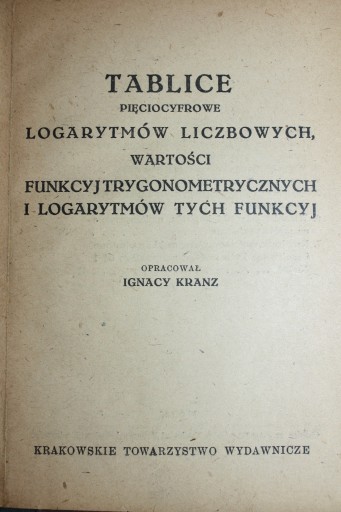 TABLICE
PIĘCIOCYFROWE
LOGARYTMÓW LICZBOWYCH,
WARTOŚCI
FUNKCYJ TRYGONOMETRYCZNYCH
I LOGARYTMÓW TYCH FUNKCYJ
OPRACOWAŁ
IGNACY KRANZ
KRAKOWSKIE TOWARZYSTWO WYDAWNICZE